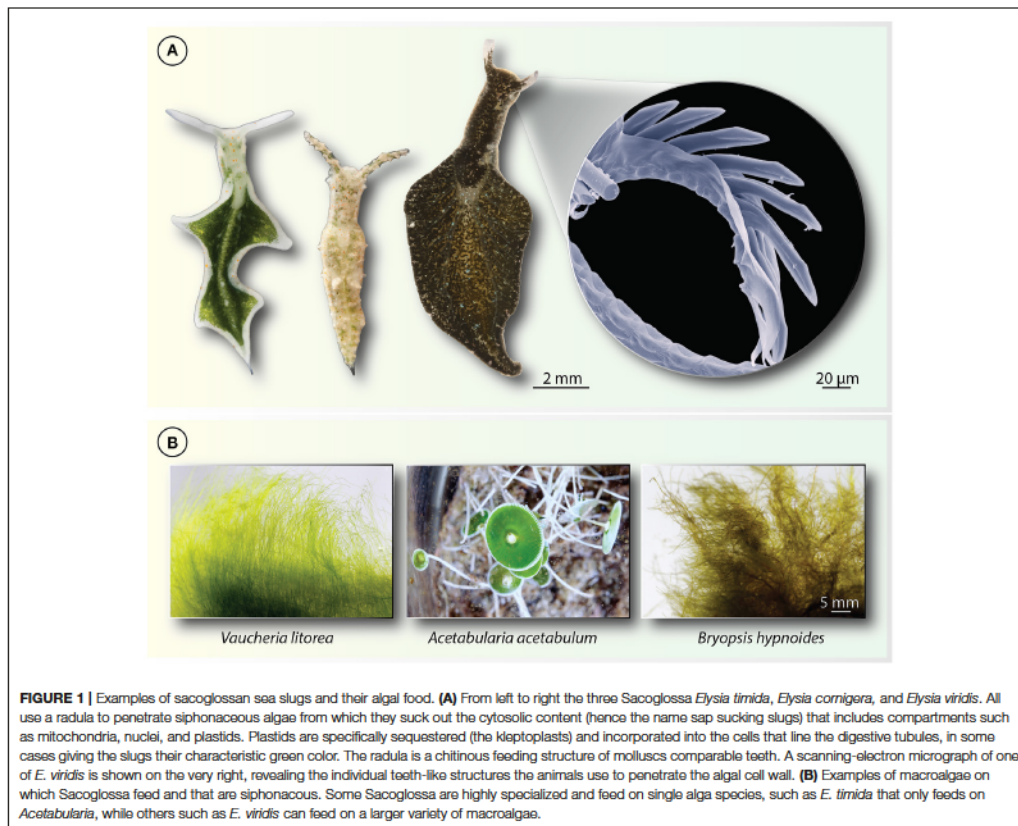 A
2 mm
20 µm
B
5 mm
Vaucheria litorea
Acetabularia acetabulum
Bryopsis hypnoides
FIGURE 1 | Examples of sacoglossan sea slugs and their algal food. (A) From left to right the three Sacoglossa Elysia timida, Elysia cornigera, and Elysia viridis. All
use a radula to penetrate siphonaceous algae from which they suck out the cytosolic content (hence the name sap sucking slugs) that includes compartments such
as mitochondria, nuclei, and plastids. Plastids are specifically sequestered (the kleptoplasts) and incorporated into the cells that line the digestive tubules, in some
cases giving the slugs their characteristic green color. The radula is a chitinous feeding structure of molluscs comparable teeth. A scanning-electron micrograph of one
of E. viridis is shown on the very right, revealing the individual teeth-like structures the animals use to penetrate the algal cell wall. (B) Examples of macroalgae on
which Sacoglossa feed and that are siphonacous. Some Sacoglossa are highly specialized and feed on single alga species, such as E. timida that only feeds on
Acetabularia, while others such as E. viridis can feed on a larger variety of macroalgae.